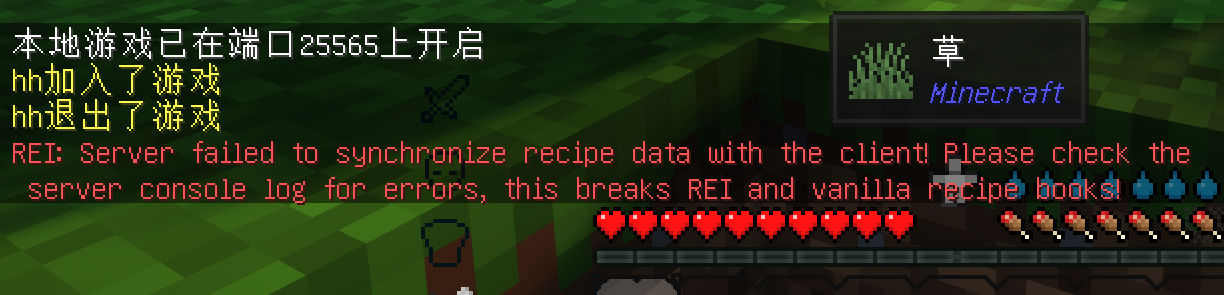 本地游戏已在端口25565上开启
草
hh加入了游戏
Minecraft
hh退出了游戏
REI: Server failed to synchronize recipe data with the client! Please check the
server console log for errors, this breaks REI and vanilla recipe books!